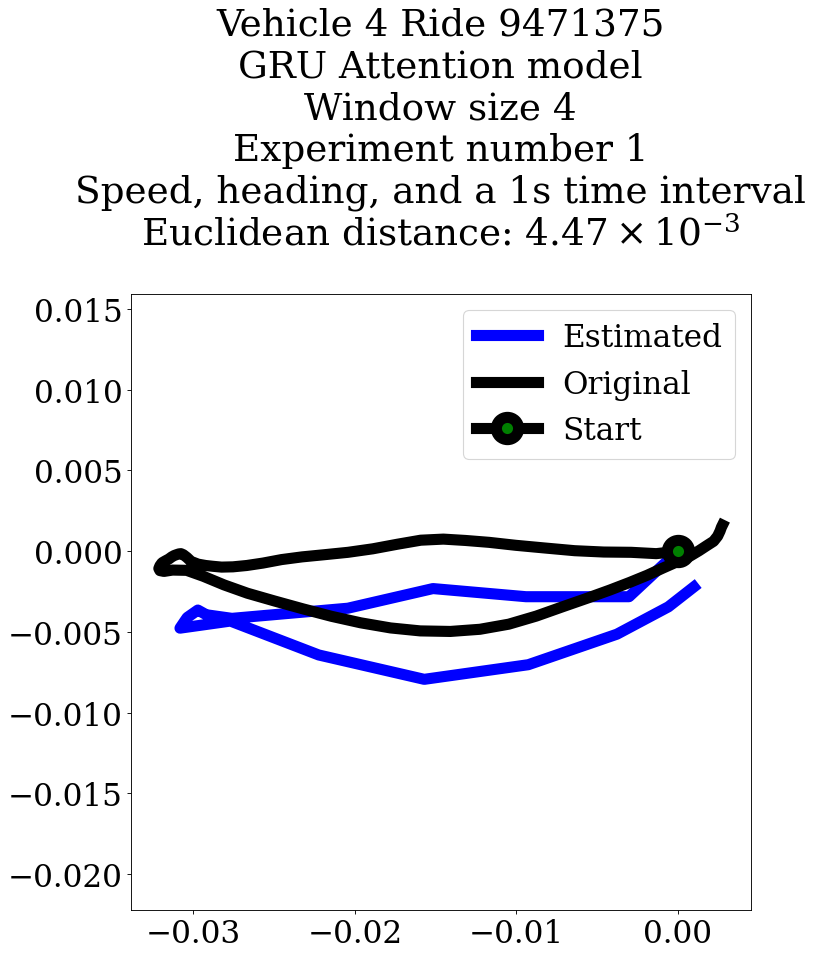 Vehicle 4 Ride 9471375
GRU Attention model
Window size 4
Experiment number 1
Speed, heading, and a 1s time interval
Euclidean distance: 4.47 × 10⁻³
0.015
0.010
0.005
0.000
−0.005
−0.010
−0.015
−0.020
Estimated
Original
Start
−0.03
−0.02
−0.01
0.00